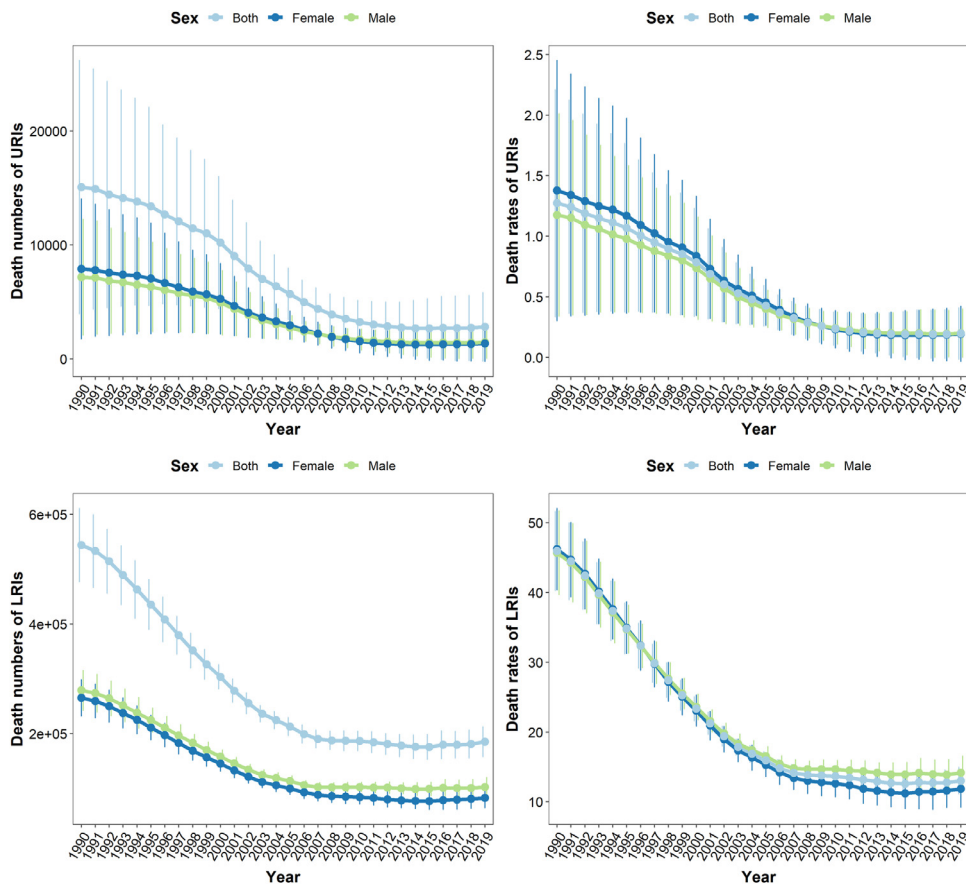 Sex Both Female Male
Death numbers of URIs
20000
10000
0
1990 1991 1992 1993 1994 1995 1996 1997 1998 1999 2000 2001 2002 2003 2004 2005 2006 2007 2008 2009 2010 2011 2012 2013 2014 2015 2016 2017 2018 2019
Year
Sex Both Female Male
Death rates of URIs
2.5
2.0
1.5
1.0
0.5
0.0
1990 1991 1992 1993 1994 1995 1996 1997 1998 1999 2000 2001 2002 2003 2004 2005 2006 2007 2008 2009 2010 2011 2012 2013 2014 2015 2016 2017 2018 2019
Year
Sex Both Female Male
Death numbers of LRIs
6e+05
4e+05
2e+05
1990 1991 1992 1993 1994 1995 1996 1997 1998 1999 2000 2001 2002 2003 2004 2005 2006 2007 2008 2009 2010 2011 2012 2013 2014 2015 2016 2017 2018 2019
Year
Sex Both Female Male
Death rates of LRIs
50
40
30
20
10
1990 1991 1992 1993 1994 1995 1996 1997 1998 1999 2000 2001 2002 2003 2004 2005 2006 2007 2008 2009 2010 2011 2012 2013 2014 2015 2016 2017 2018 2019
Year